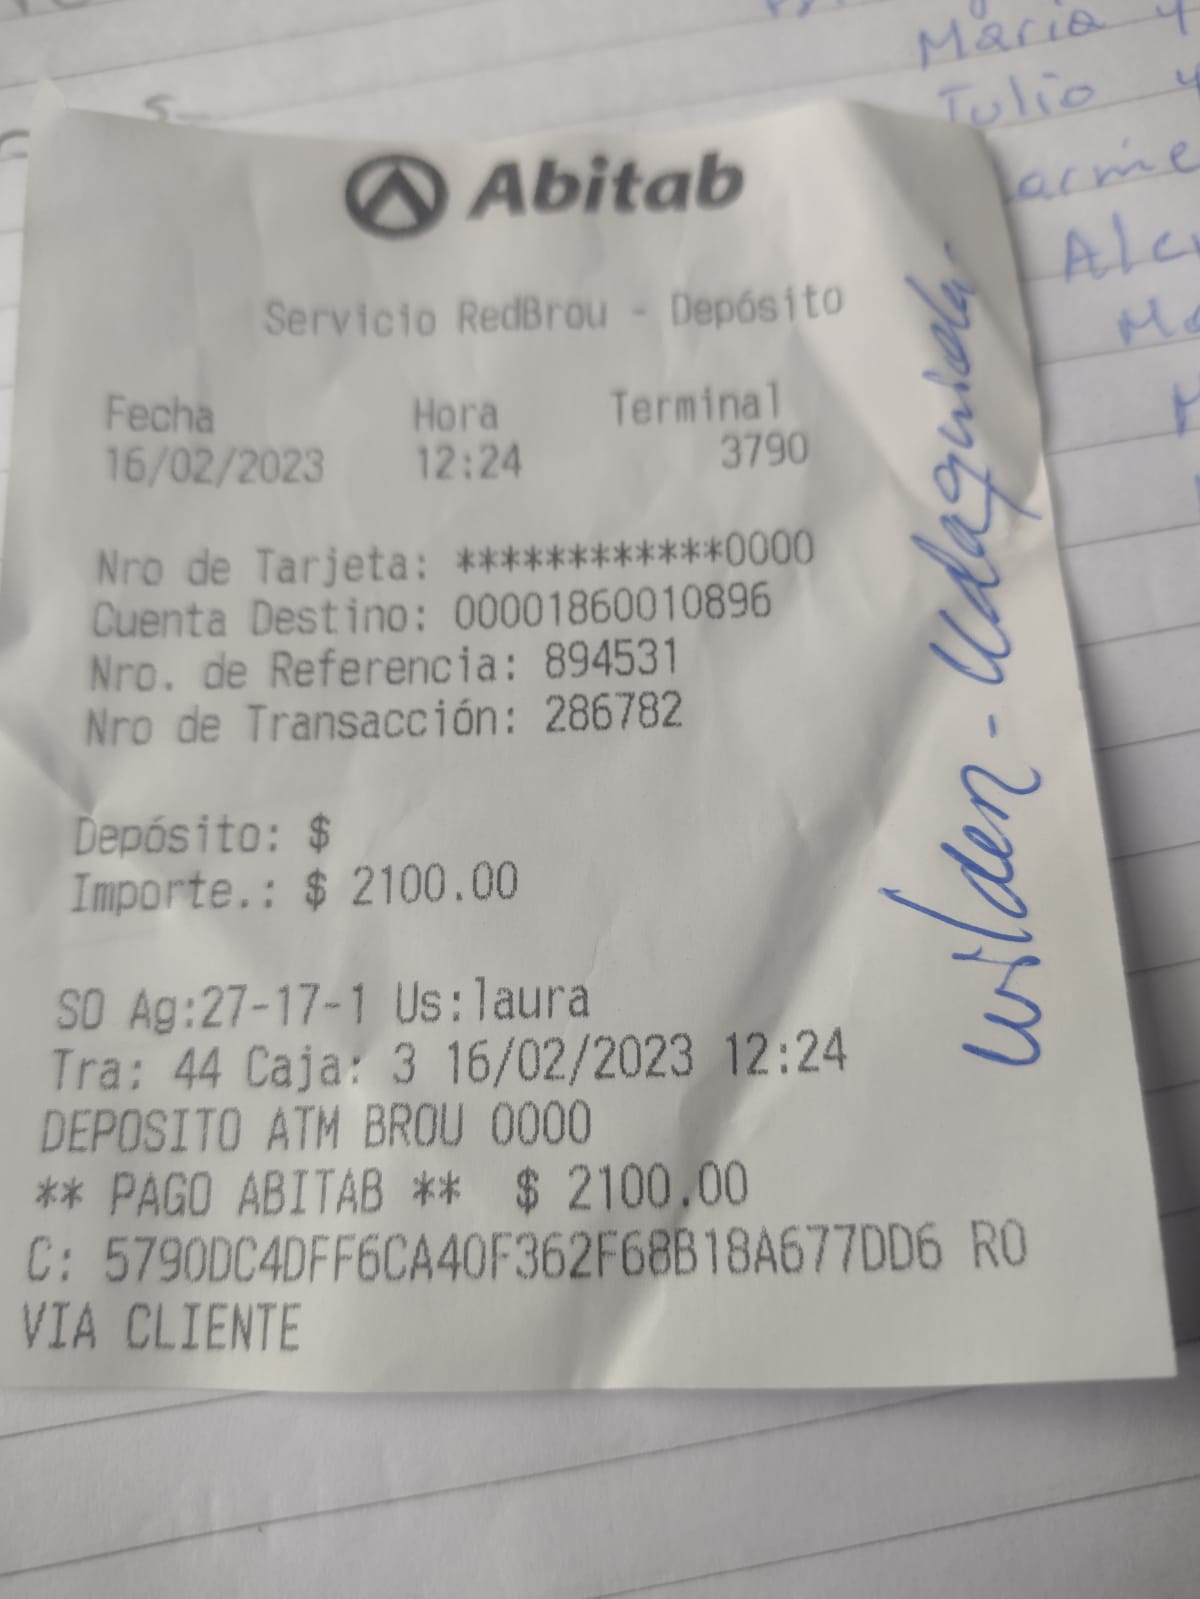 Maria
Tulio
Abitab
Servicio RedBrou - Depósito
Fecha Hora Terminal
16/02/2023 12:24 3790
Nro de Tarjeta: ************0000
Cuenta Destino: 00001860010896
Nro. de Referencia: 894531
Nro de Transacción: 286782
Depósito: $
Importe.: $ 2100.00
SO Ag:27-17-1 Us:laura
Tra: 44 Caja: 3 16/02/2023 12:24
DEPOSITO ATM BROU 0000
** PAGO ABITAB ** $ 2100.00
C: 5790DC4DFF6CA40F362F68B18A677DD6 RO
VIA CLIENTE
Wilden -